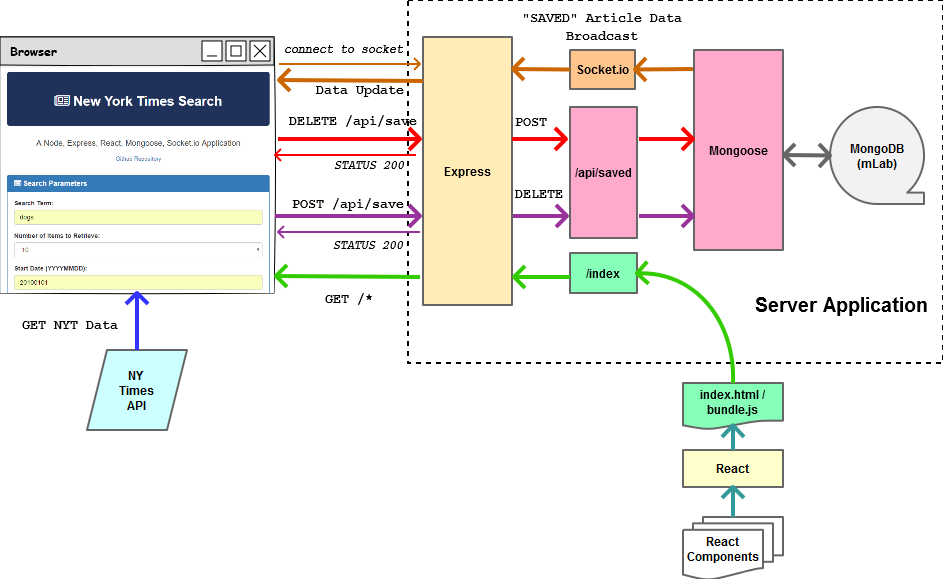 "SAVED" Article Data
Broadcast
Browser
connect to socket
Socket.io
Data Update
New York Times Search
DELETE /api/save
POST
A Node, Express, React, Mongoose, Socket.io Application
Github Repository
STATUS 200
Express
/api/saved
Mongoose
MongoDB
(mLab)
Search Parameters
Search Term:
dogs
POST /api/save
DELETE
Number of Items to Retrieve:
10
STATUS 200
Start Date (YYYYMMDD):
20100101
/index
GET /*
Server Application
GET NYT Data
NY
Times
API
index.html /
bundle.js
React
React
Components